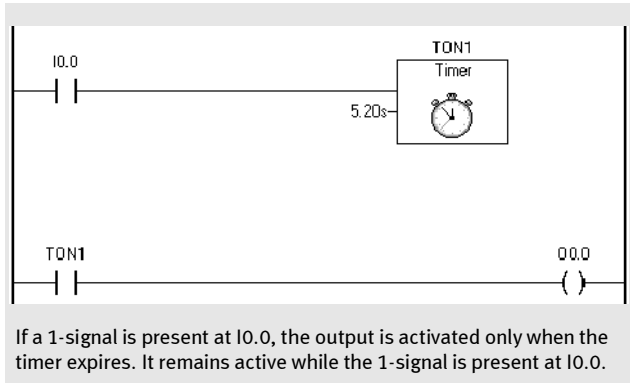 I0.0
TON1
Timer
5.20s
TON1
O0.0
If a 1-signal is present at I0.0, the output is activated only when the
timer expires. It remains active while the 1-signal is present at I0.0.